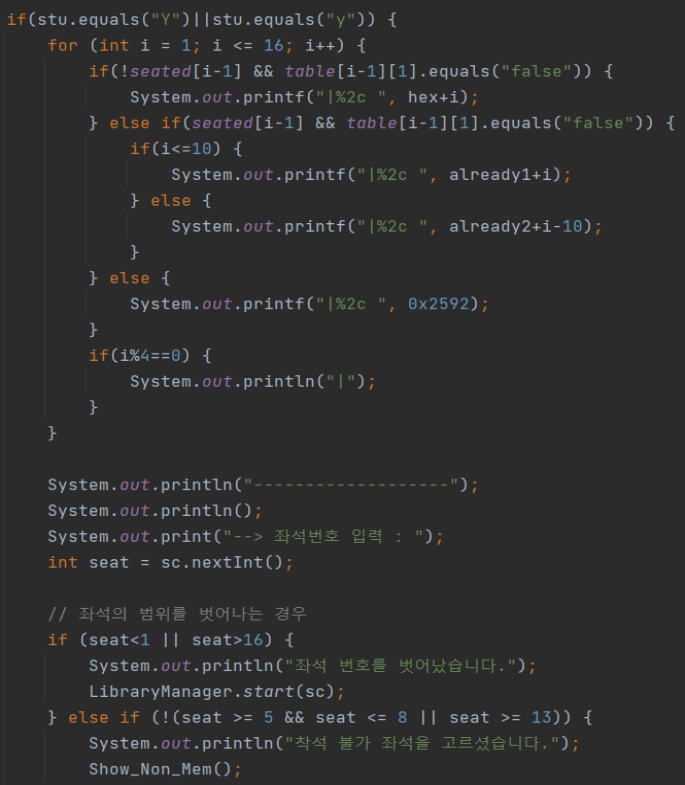 if(stu.equals("Y")||stu.equals("y")) {
    for (int i = 1; i <= 16; i++) {
        if(!seated[i-1] && table[i-1][1].equals("false")) {
            System.out.printf("|%2c ", hex+i);
        } else if(seated[i-1] && table[i-1][1].equals("false")) {
            if(i<=10) {
                System.out.printf("|%2c ", already1+i);
            } else {
                System.out.printf("|%2c ", already2+i-10);
            }
        } else {
            System.out.printf("|%2c ", 0x2592);
        }
        if(i%4==0) {
            System.out.println("|");
        }
    }

    System.out.println("-------------------");
    System.out.println();
    System.out.print("--> 좌석번호 입력 : ");
    int seat = sc.nextInt();

    // 좌석의 범위를 벗어나는 경우
    if (seat<1 || seat>16) {
        System.out.println("좌석 번호를 벗어났습니다.");
        LibraryManager.start(sc);
    } else if (!(seat >= 5 && seat <= 8 || seat >= 13)) {
        System.out.println("착석 불가 좌석을 고르셨습니다.");
        Show_Non_Mem();